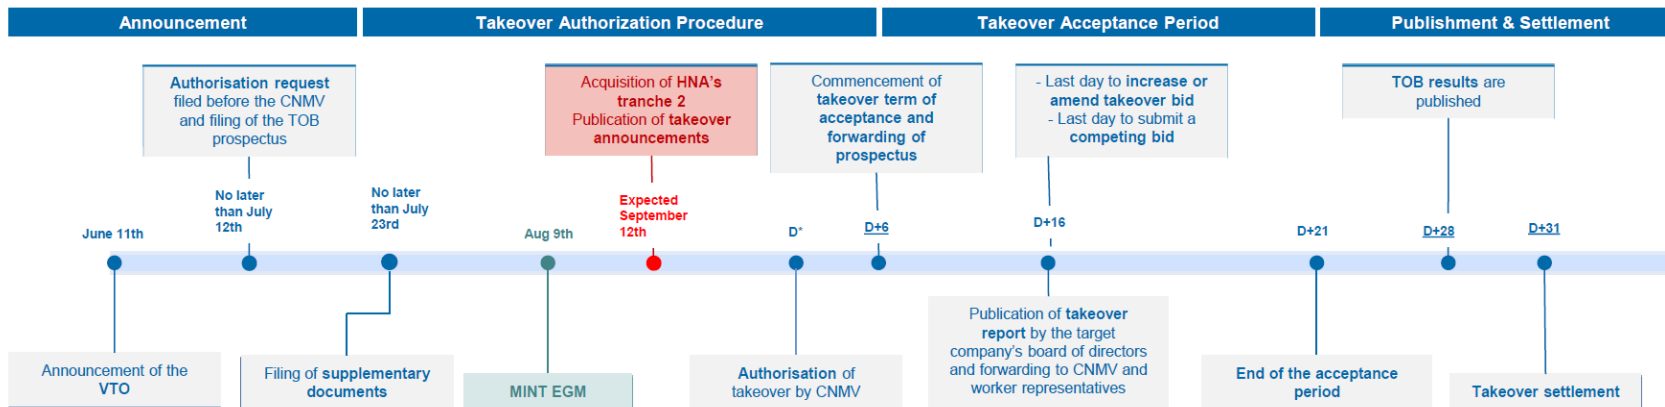 Announcement
Takeover Authorization Procedure
Takeover Acceptance Period
Publishment & Settlement
Authorisation request
filed before the CNMV
and filing of the TOB
prospectus
Acquisition of HNA's
tranche 2
Publication of takeover
announcements
Commencement of
takeover term of
acceptance and
forwarding of
prospectus
- Last day to increase or
amend takeover bid
- Last day to submit a
competing bid
TOB results are
published
June 11th
No later
than July
12th
No later
than July
23rd
Aug 9th
Expected
September
12th
D*
D+6
D+16
D+21
D+28
D+31
Announcement of the
VTO
Filing of supplementary
documents
MINT EGM
Authorisation of
takeover by CNMV
Publication of takeover
report by the target
company's board of directors
and forwarding to CNMV and
worker representatives
End of the acceptance
period
Takeover settlement